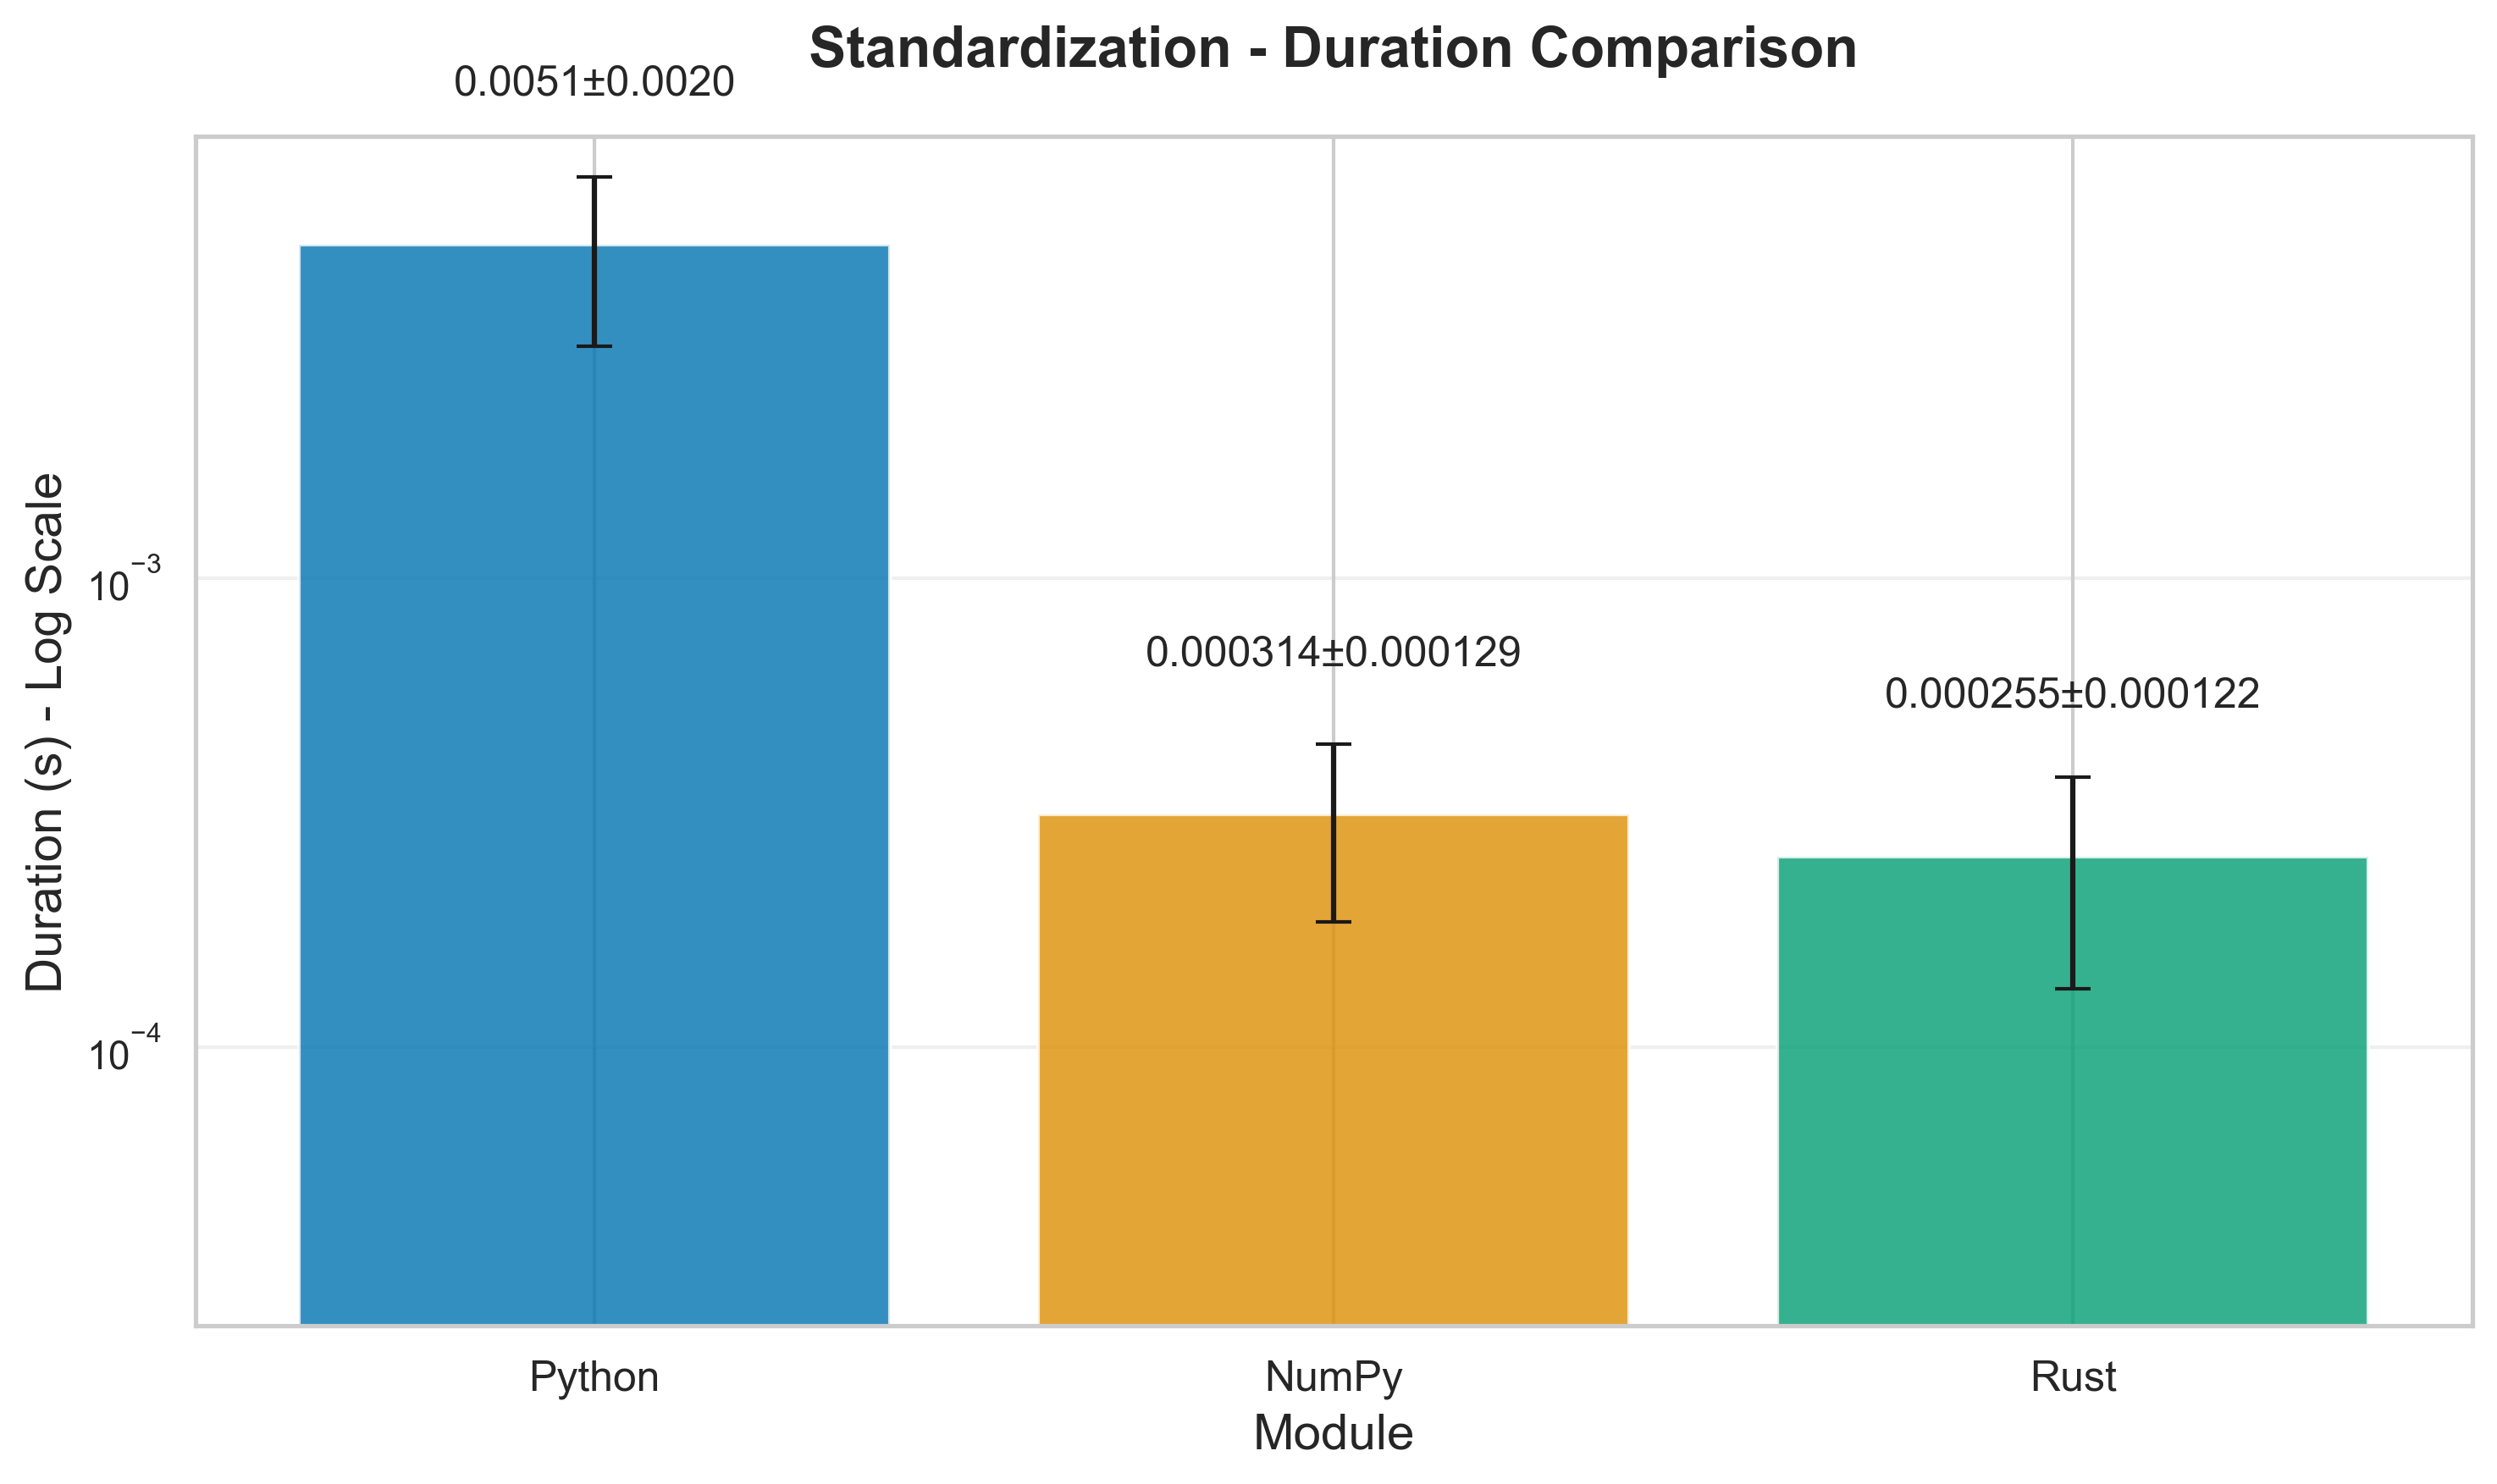 Standardization - Duration Comparison
0.0051±0.0020
Duration (s) - Log Scale
10⁻³
0.000314±0.000129
0.000255±0.000122
10⁻⁴
Python
NumPy
Rust
Module